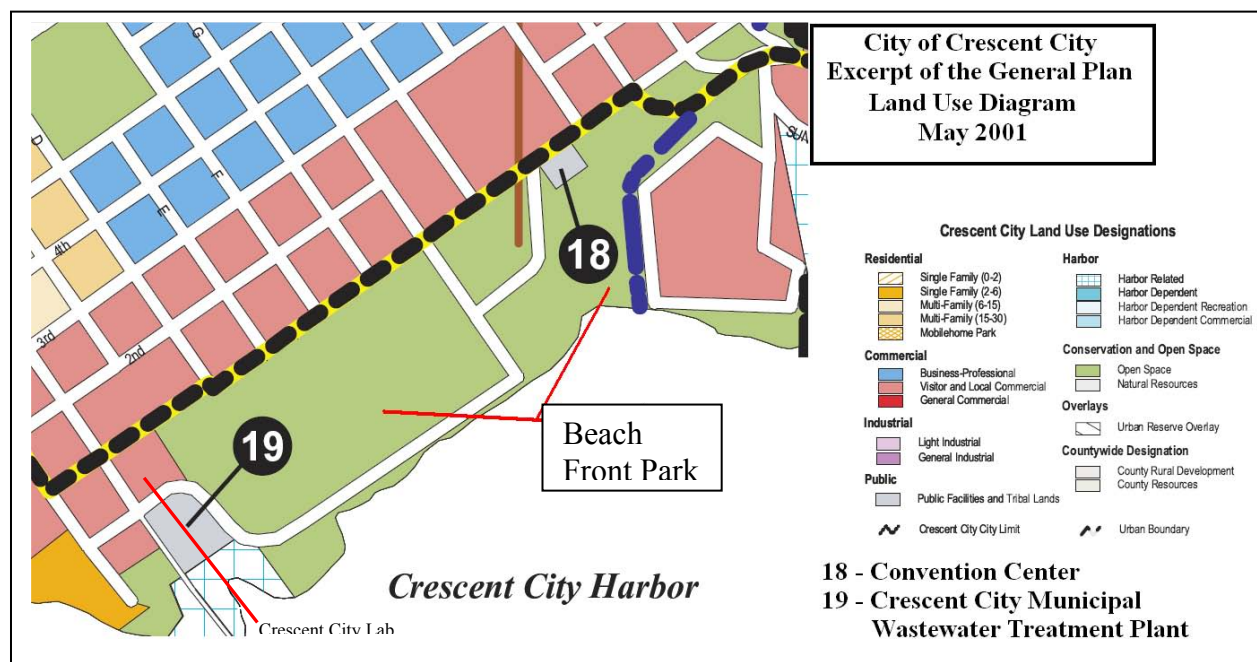 City of Crescent City
Excerpt of the General Plan
Land Use Diagram
May 2001
G
D
F
E
4th
3rd
2nd
18
19
Beach
Front Park
Crescent City Harbor
Crescent City Lab
Crescent City Land Use Designations
Residential
Single Family (0-2)
Single Family (2-6)
Multi-Family (6-15)
Multi-Family (15-30)
Mobilehome Park
Commercial
Business-Professional
Visitor and Local Commercial
General Commercial
Industrial
Light Industrial
General Industrial
Public
Public Facilities and Tribal Lands
Crescent City City Limit
Harbor
Harbor Related
Harbor Dependent
Harbor Dependent Recreation
Harbor Dependent Commercial
Conservation and Open Space
Open Space
Natural Resources
Overlays
Urban Reserve Overlay
Countywide Designation
County Rural Development
County Resources
Urban Boundary
18 - Convention Center
19 - Crescent City Municipal
Wastewater Treatment Plant